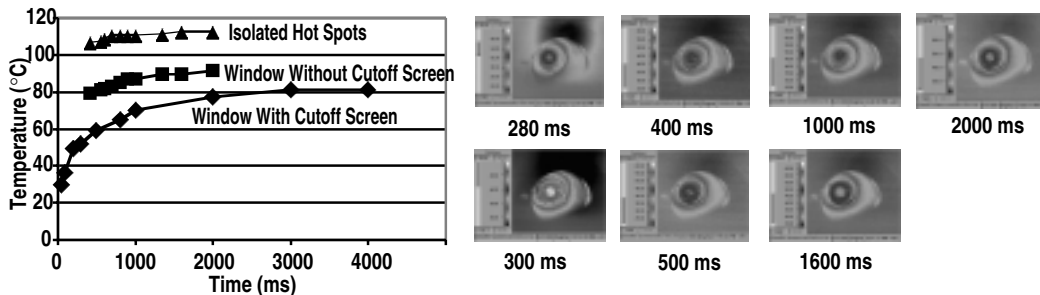 120
100
80
60
40
20
0
Temperature (°C)
Isolated Hot Spots
Window Without Cutoff Screen
Window With Cutoff Screen
0 1000 2000 3000 4000
Time (ms)
280 ms 400 ms 1000 ms 2000 ms
300 ms 500 ms 1600 ms